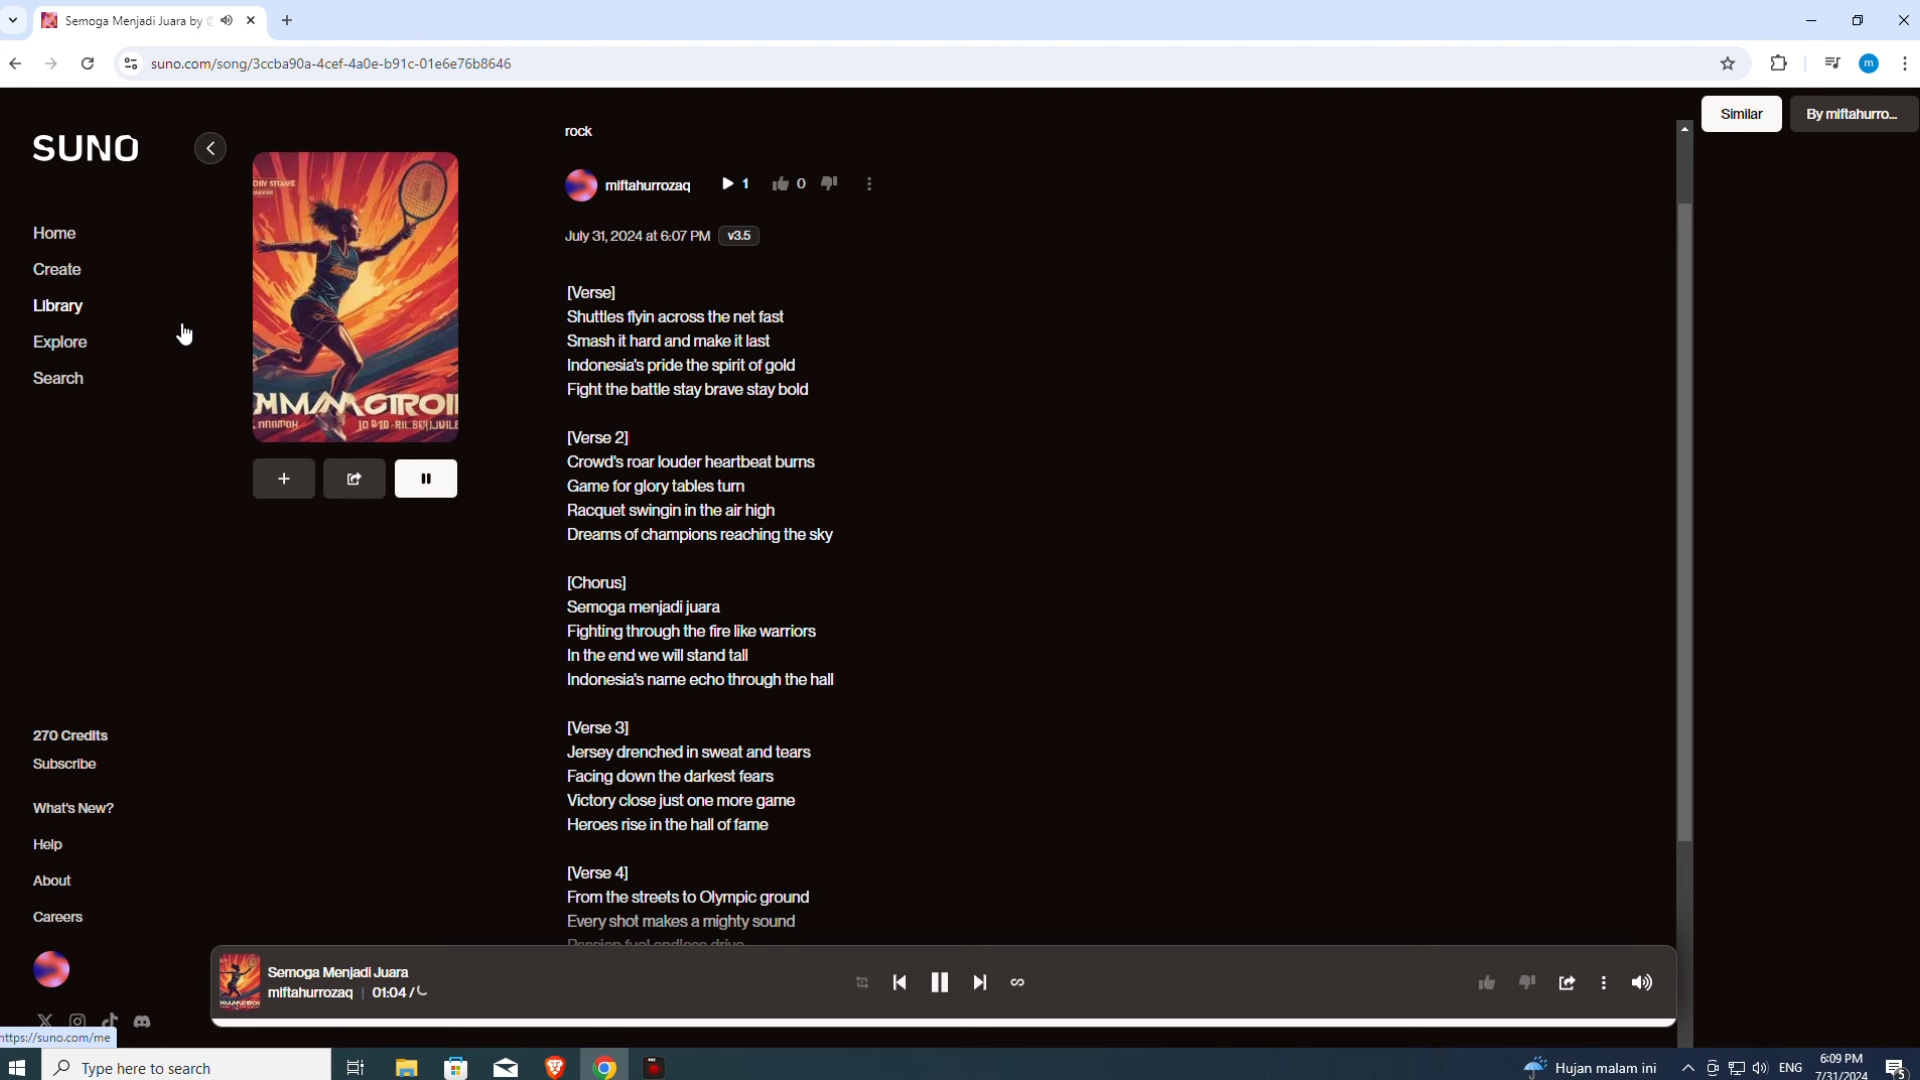 Semoga Menjadi Juara by
suno.com/song/3ccba90a-4cef-4a0e-b91c-01e6e76b8646
m
SUNO
Home
Create
Library
Explore
Search
270 Credits
Subscribe
What's New?
Help
About
Careers
https://suno.com/me
rock
miftahurrozaq 1 0
July 31, 2024 at 6:07 PM v3.5
[Verse]
Shuttles flyin across the net fast
Smash it hard and make it last
Indonesia's pride the spirit of gold
Fight the battle stay brave stay bold
[Verse 2]
Crowd's roar louder heartbeat burns
Game for glory tables turn
Racquet swingin in the air high
Dreams of champions reaching the sky
[Chorus]
Semoga menjadi juara
Fighting through the fire like warriors
In the end we will stand tall
Indonesia's name echo through the hall
[Verse 3]
Jersey drenched in sweat and tears
Facing down the darkest fears
Victory close just one more game
Heroes rise in the hall of fame
[Verse 4]
From the streets to Olympic ground
Every shot makes a mighty sound
Passion fuel endless drive
Similar
By miftahurro...
Semoga Menjadi Juara
miftahurrozaq | 01:04 /
Type here to search
Hujan malam ini
ENG
6:09 PM
7/31/2024
5